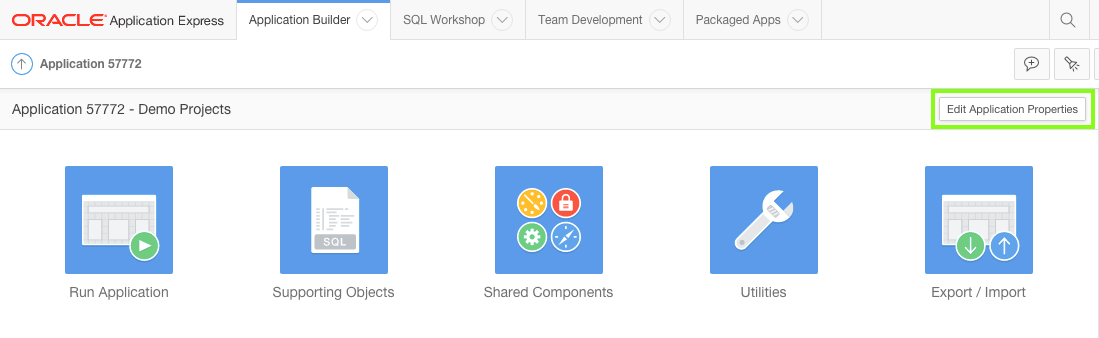 ORACLE Application Express Application Builder SQL Workshop Team Development Packaged Apps
Application 57772
Application 57772 - Demo Projects Edit Application Properties
SQL
Run Application Supporting Objects Shared Components Utilities Export / Import